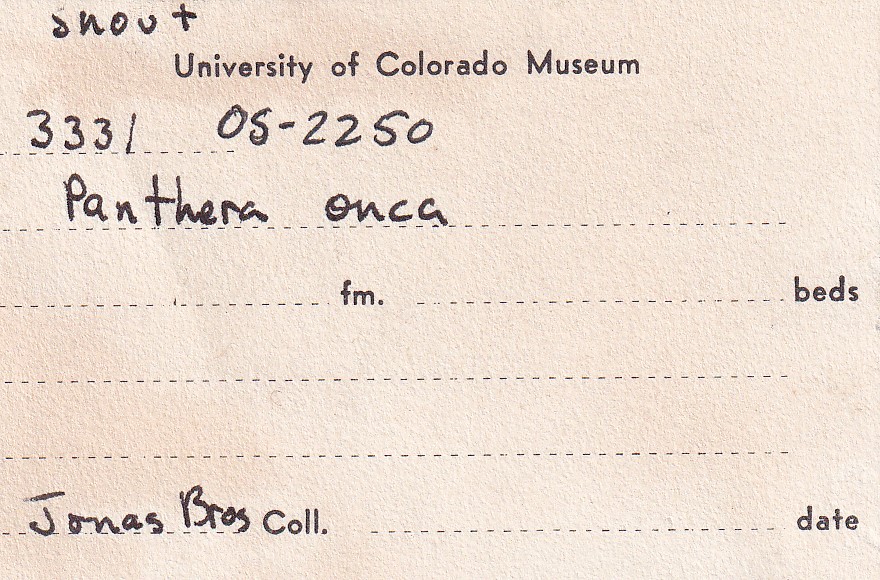 snout
University of Colorado Museum
3331 OS-2250
Panthera onca
fm. beds
Jonas Bros Coll. date